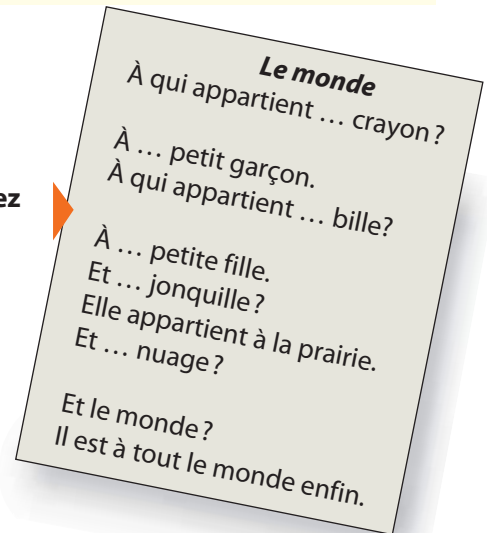 Le monde
À qui appartient … crayon ?
À … petit garçon.
À qui appartient … bille?
ez
À … petite fille.
Et … jonquille ?
Elle appartient à la prairie.
Et … nuage ?
Et le monde ?
Il est à tout le monde enfin.